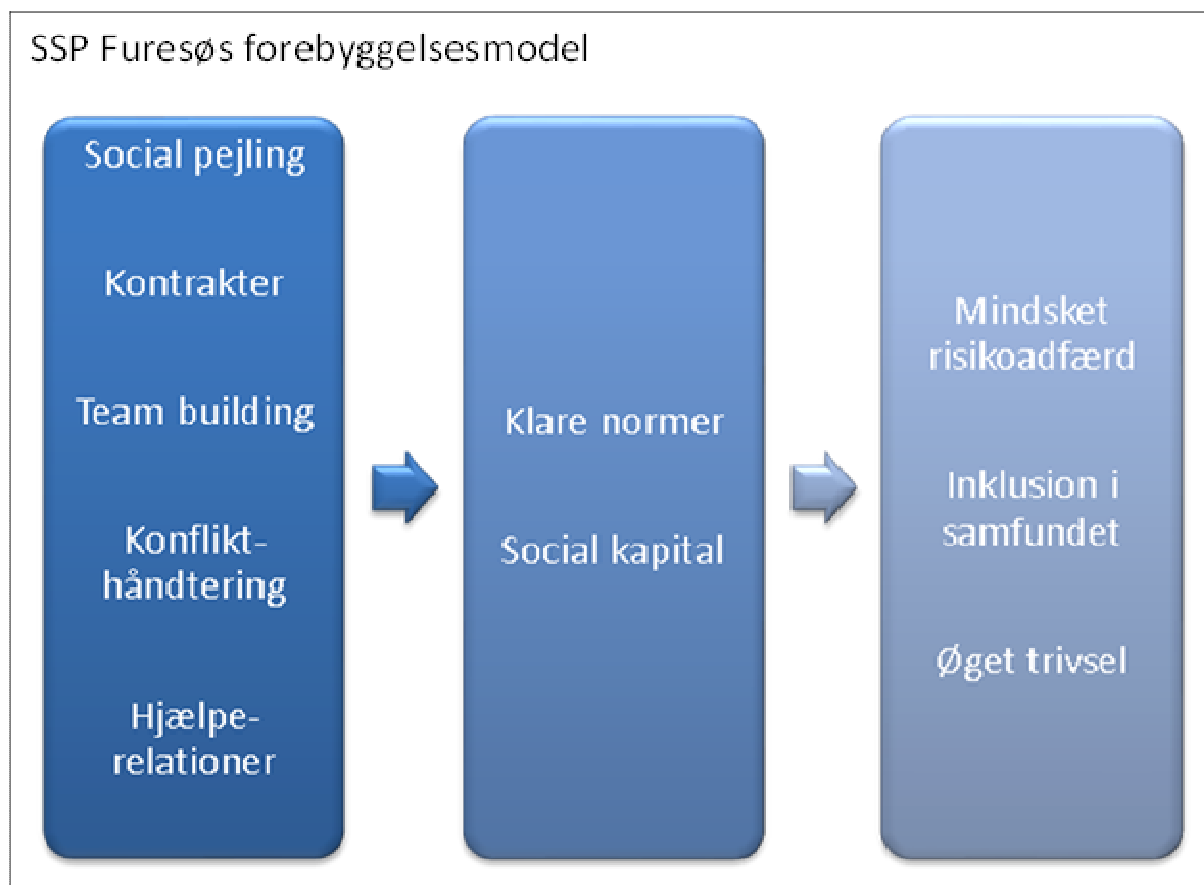 SSP Furesøs forebyggelsesmodel
Social pejling
Kontrakter
Team building
Konflikt-
håndtering
Hjælpe-
relationer
Klare normer
Social kapital
Mindsket
risikoadfærd
Inklusion i
samfundet
Øget trivsel